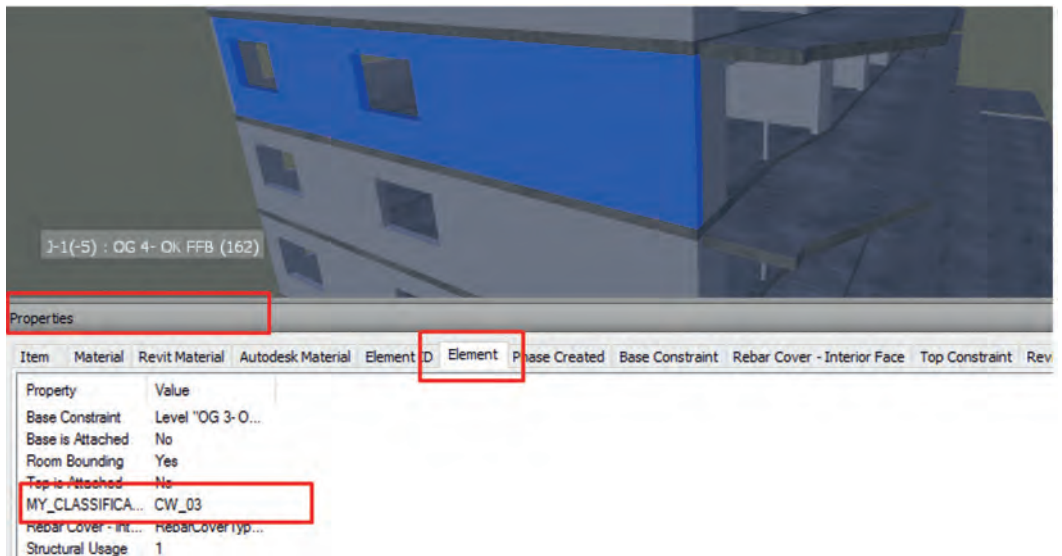 J-1(-5) : OG 4- OK FFB (162)
Properties
Item Material Revit Material Autodesk Material Element ID Element Phase Created Base Constraint Rebar Cover - Interior Face Top Constraint Rev
Property Value
Base Constraint Level "OG 3- O...
Base is Attached No
Room Bounding Yes
Top is Attached No
MY_CLASSIFICA... CW_03
Rebar Cover - Int... RebarCoverTyp...
Structural Usage 1